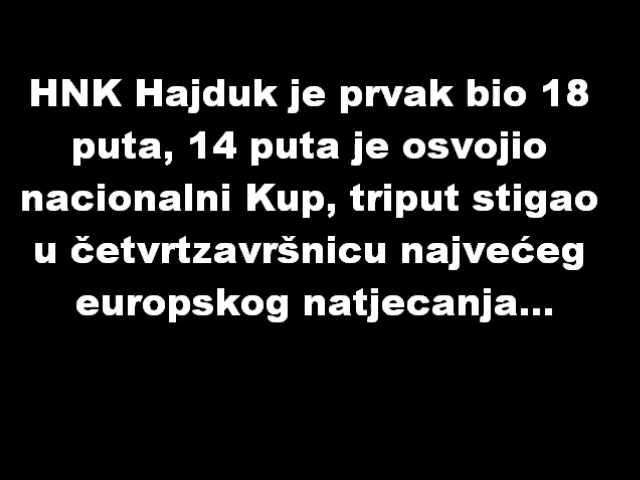 HNK Hajduk je prvak bio 18
puta, 14 puta je osvojio
nacionalni Kup, triput stigao
u četvrtzavršnicu najvećeg
europskog natjecanja...